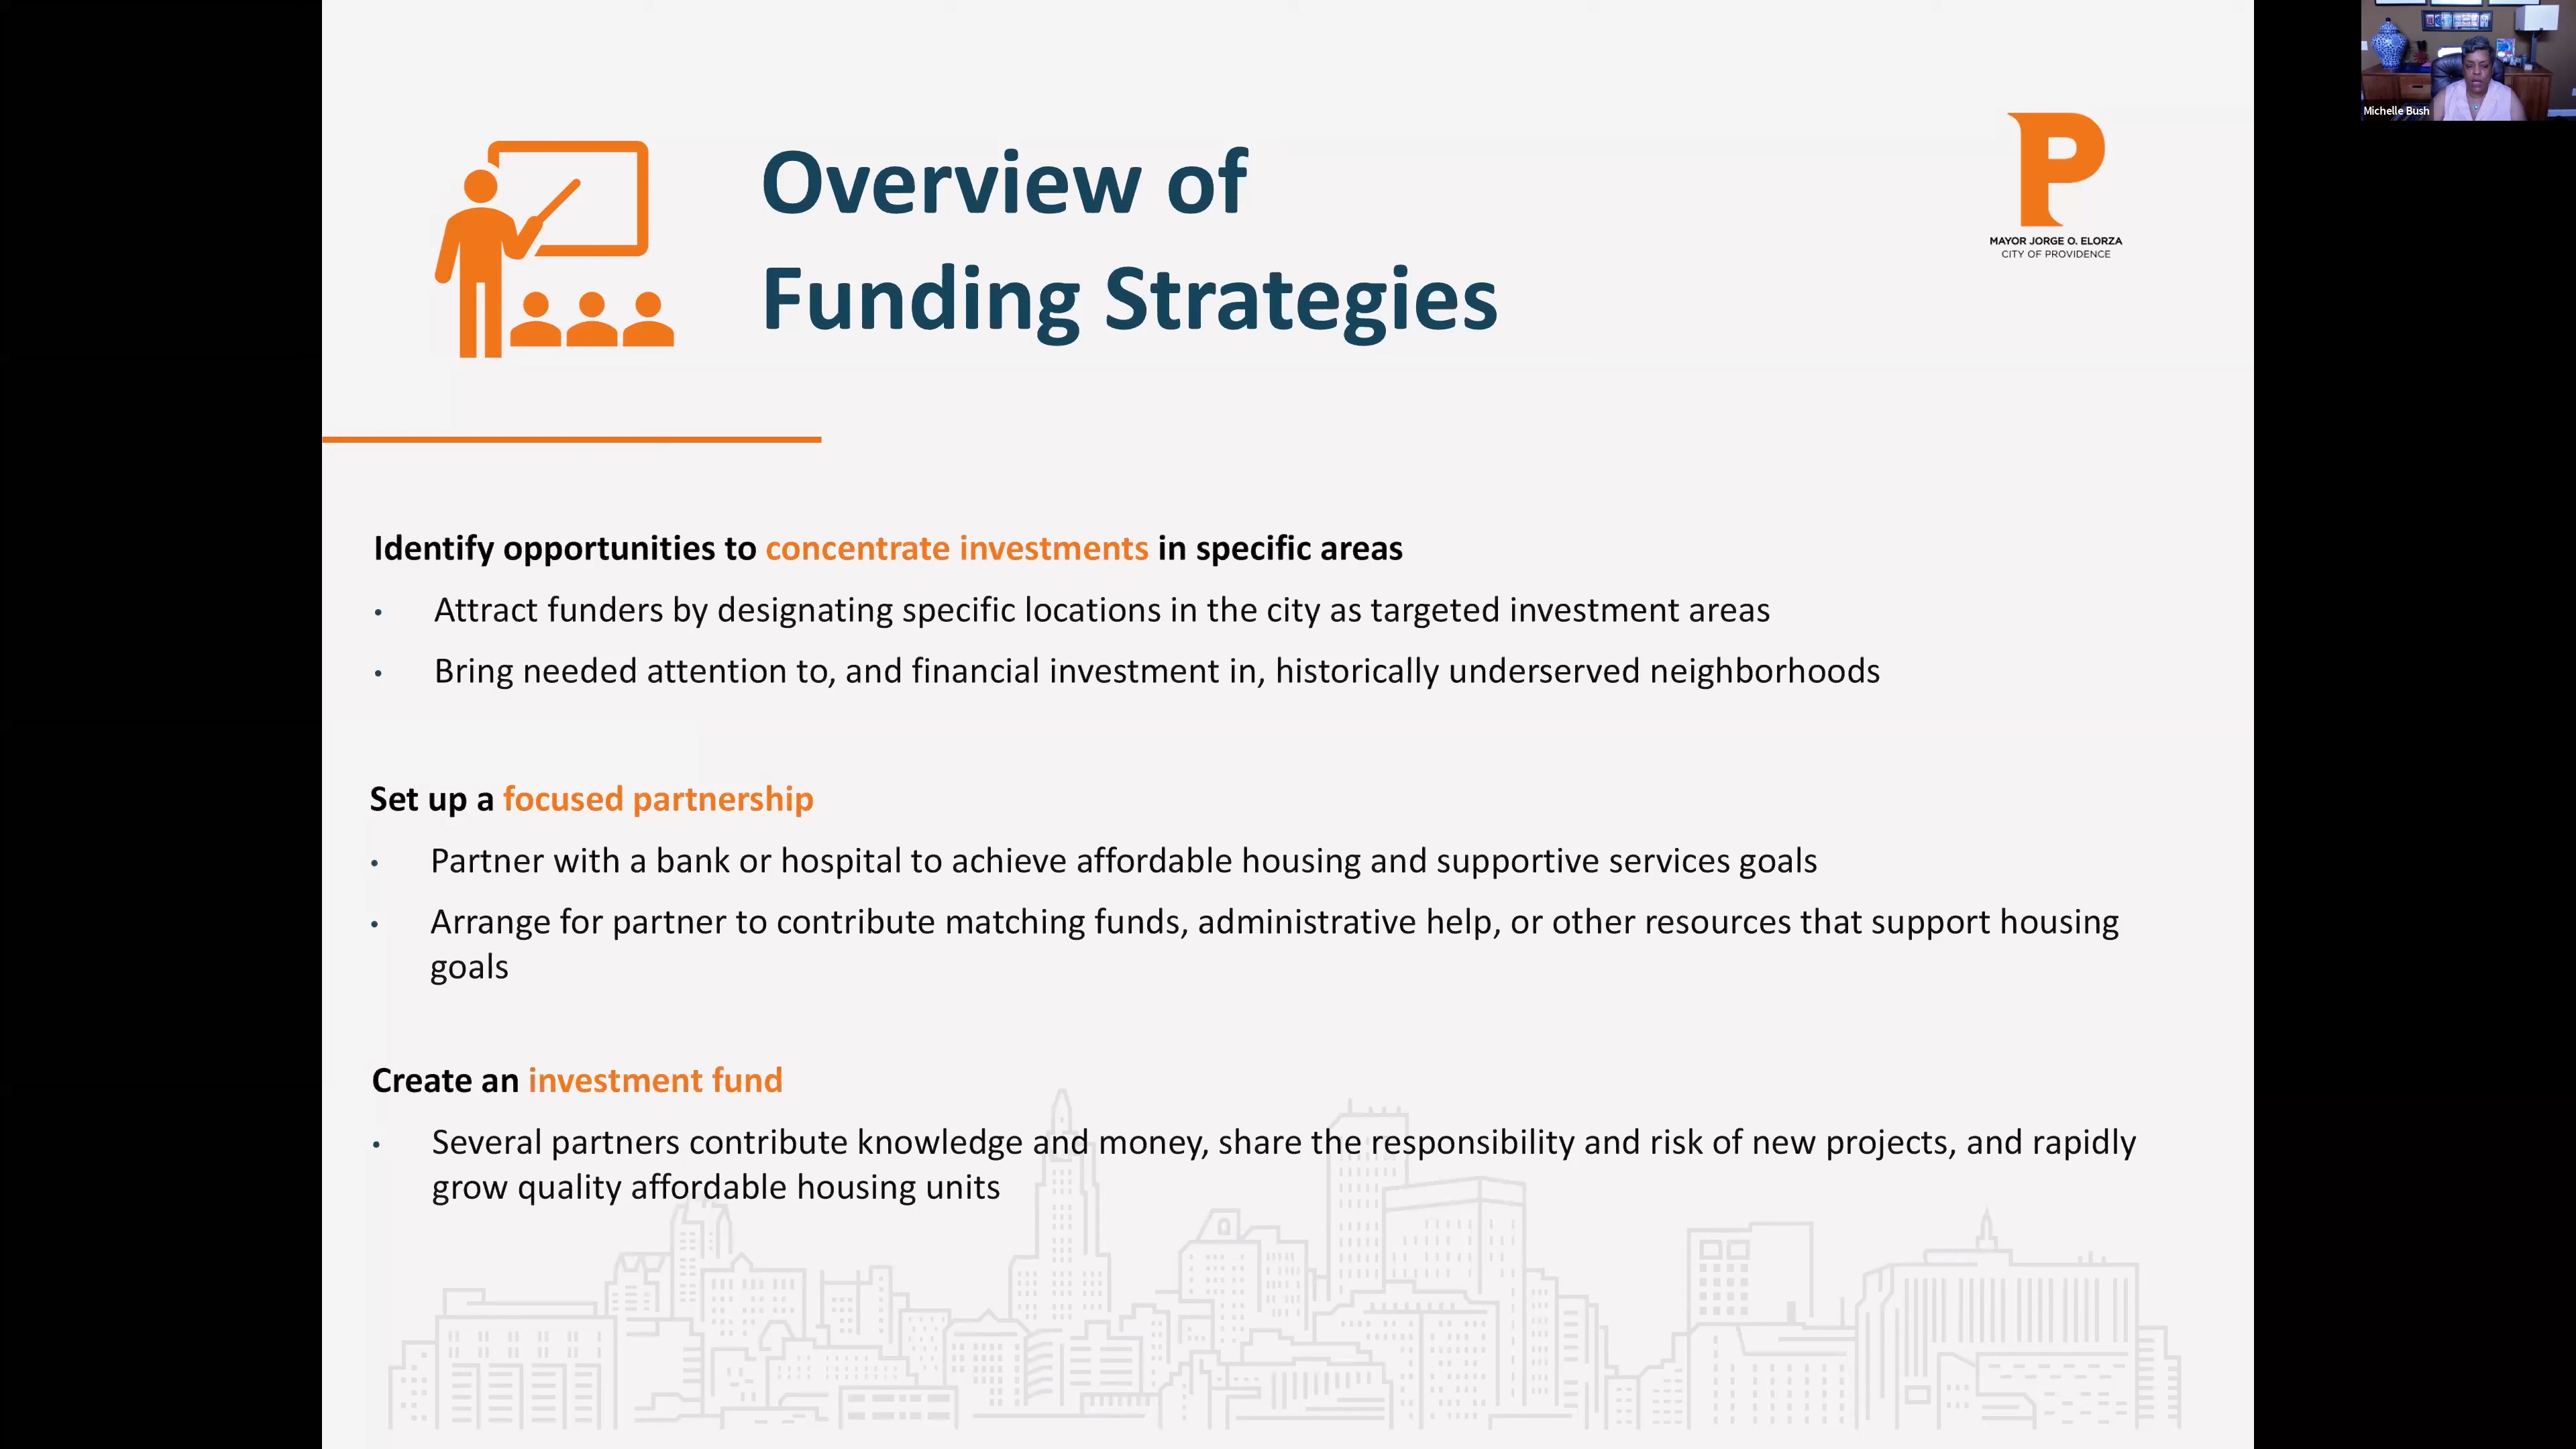 Overview of
Funding Strategies
MAYOR JORGE O. ELORZA
CITY OF PROVIDENCE
Michelle Bush
Identify opportunities to concentrate investments in specific areas
• Attract funders by designating specific locations in the city as targeted investment areas
• Bring needed attention to, and financial investment in, historically underserved neighborhoods
Set up a focused partnership
• Partner with a bank or hospital to achieve affordable housing and supportive services goals
• Arrange for partner to contribute matching funds, administrative help, or other resources that support housing
goals
Create an investment fund
• Several partners contribute knowledge and money, share the responsibility and risk of new projects, and rapidly
grow quality affordable housing units